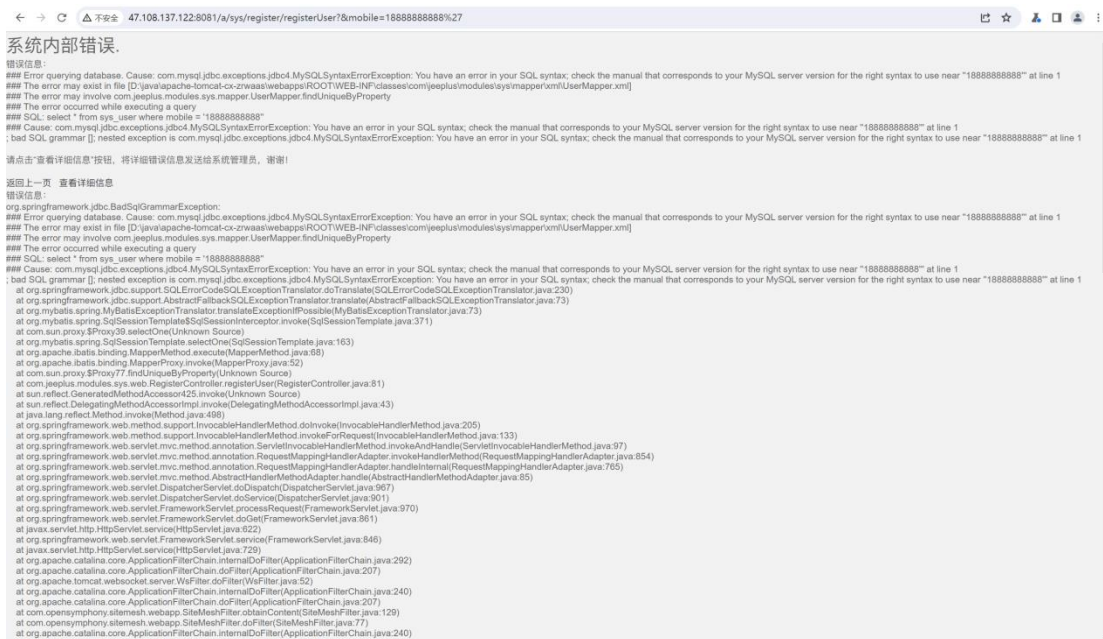 不安全 47.108.137.122:8081/a/sys/register/registerUser?&mobile=18888888888%27
系统内部错误.
错误信息:
### Error querying database. Cause: com.mysql.jdbc.exceptions.jdbc4.MySQLSyntaxErrorException: You have an error in your SQL syntax; check the manual that corresponds to your MySQL server version for the right syntax to use near ''18888888888''' at line 1
### The error may exist in file [D:\java\apache-tomcat-cx-zrwaas\webapps\ROOT\WEB-INF\classes\com\jeeplus\modules\sys\mapper\xml\UserMapper.xml]
### The error may involve com.jeeplus.modules.sys.mapper.UserMapper.findUniqueByProperty
### The error occurred while executing a query
### SQL: select * from sys_user where mobile = '18888888888''
### Cause: com.mysql.jdbc.exceptions.jdbc4.MySQLSyntaxErrorException: You have an error in your SQL syntax; check the manual that corresponds to your MySQL server version for the right syntax to use near ''18888888888''' at line 1
; bad SQL grammar []; nested exception is com.mysql.jdbc.exceptions.jdbc4.MySQLSyntaxErrorException: You have an error in your SQL syntax; check the manual that corresponds to your MySQL server version for the right syntax to use near ''18888888888''' at line 1
请点击"查看详细信息"按钮，将详细错误信息发送给系统管理员，谢谢！
返回上一页 查看详细信息
错误信息:
org.springframework.jdbc.BadSqlGrammarException:
### Error querying database. Cause: com.mysql.jdbc.exceptions.jdbc4.MySQLSyntaxErrorException: You have an error in your SQL syntax; check the manual that corresponds to your MySQL server version for the right syntax to use near ''18888888888''' at line 1
### The error may exist in file [D:\java\apache-tomcat-cx-zrwaas\webapps\ROOT\WEB-INF\classes\com\jeeplus\modules\sys\mapper\xml\UserMapper.xml]
### The error may involve com.jeeplus.modules.sys.mapper.UserMapper.findUniqueByProperty
### The error occurred while executing a query
### SQL: select * from sys_user where mobile = '18888888888''
### Cause: com.mysql.jdbc.exceptions.jdbc4.MySQLSyntaxErrorException: You have an error in your SQL syntax; check the manual that corresponds to your MySQL server version for the right syntax to use near ''18888888888''' at line 1
; bad SQL grammar []; nested exception is com.mysql.jdbc.exceptions.jdbc4.MySQLSyntaxErrorException: You have an error in your SQL syntax; check the manual that corresponds to your MySQL server version for the right syntax to use near ''18888888888''' at line 1
at org.springframework.jdbc.support.SQLErrorCodeSQLExceptionTranslator.doTranslate(SQLErrorCodeSQLExceptionTranslator.java:230)
at org.springframework.jdbc.support.AbstractFallbackSQLExceptionTranslator.translate(AbstractFallbackSQLExceptionTranslator.java:73)
at org.mybatis.spring.MyBatisExceptionTranslator.translateExceptionIfPossible(MyBatisExceptionTranslator.java:73)
at org.mybatis.spring.SqlSessionTemplate$SqlSessionInterceptor.invoke(SqlSessionTemplate.java:371)
at com.sun.proxy.$Proxy39.selectOne(Unknown Source)
at org.mybatis.spring.SqlSessionTemplate.selectOne(SqlSessionTemplate.java:163)
at org.apache.ibatis.binding.MapperMethod.execute(MapperMethod.java:68)
at org.apache.ibatis.binding.MapperProxy.invoke(MapperProxy.java:52)
at com.sun.proxy.$Proxy77.findUniqueByProperty(Unknown Source)
at com.jeeplus.modules.sys.web.RegisterController.registerUser(RegisterController.java:81)
at sun.reflect.GeneratedMethodAccessor425.invoke(Unknown Source)
at sun.reflect.DelegatingMethodAccessorImpl.invoke(DelegatingMethodAccessorImpl.java:43)
at java.lang.reflect.Method.invoke(Method.java:498)
at org.springframework.web.method.support.InvocableHandlerMethod.doInvoke(InvocableHandlerMethod.java:205)
at org.springframework.web.method.support.InvocableHandlerMethod.invokeForRequest(InvocableHandlerMethod.java:133)
at org.springframework.web.servlet.mvc.method.annotation.ServletInvocableHandlerMethod.invokeAndHandle(ServletInvocableHandlerMethod.java:97)
at org.springframework.web.servlet.mvc.method.annotation.RequestMappingHandlerAdapter.invokeHandlerMethod(RequestMappingHandlerAdapter.java:854)
at org.springframework.web.servlet.mvc.method.annotation.RequestMappingHandlerAdapter.handleInternal(RequestMappingHandlerAdapter.java:765)
at org.springframework.web.servlet.mvc.method.AbstractHandlerMethodAdapter.handle(AbstractHandlerMethodAdapter.java:85)
at org.springframework.web.servlet.DispatcherServlet.doDispatch(DispatcherServlet.java:967)
at org.springframework.web.servlet.DispatcherServlet.doService(DispatcherServlet.java:901)
at org.springframework.web.servlet.FrameworkServlet.processRequest(FrameworkServlet.java:970)
at org.springframework.web.servlet.FrameworkServlet.doGet(FrameworkServlet.java:861)
at javax.servlet.http.HttpServlet.service(HttpServlet.java:622)
at org.springframework.web.servlet.FrameworkServlet.service(FrameworkServlet.java:846)
at javax.servlet.http.HttpServlet.service(HttpServlet.java:729)
at org.apache.catalina.core.ApplicationFilterChain.internalDoFilter(ApplicationFilterChain.java:292)
at org.apache.catalina.core.ApplicationFilterChain.doFilter(ApplicationFilterChain.java:207)
at org.apache.tomcat.websocket.server.WsFilter.doFilter(WsFilter.java:52)
at org.apache.catalina.core.ApplicationFilterChain.internalDoFilter(ApplicationFilterChain.java:240)
at org.apache.catalina.core.ApplicationFilterChain.doFilter(ApplicationFilterChain.java:207)
at com.opensymphony.sitemesh.webapp.SiteMeshFilter.obtainContent(SiteMeshFilter.java:129)
at com.opensymphony.sitemesh.webapp.SiteMeshFilter.doFilter(SiteMeshFilter.java:77)
at org.apache.catalina.core.ApplicationFilterChain.internalDoFilter(ApplicationFilterChain.java:240)